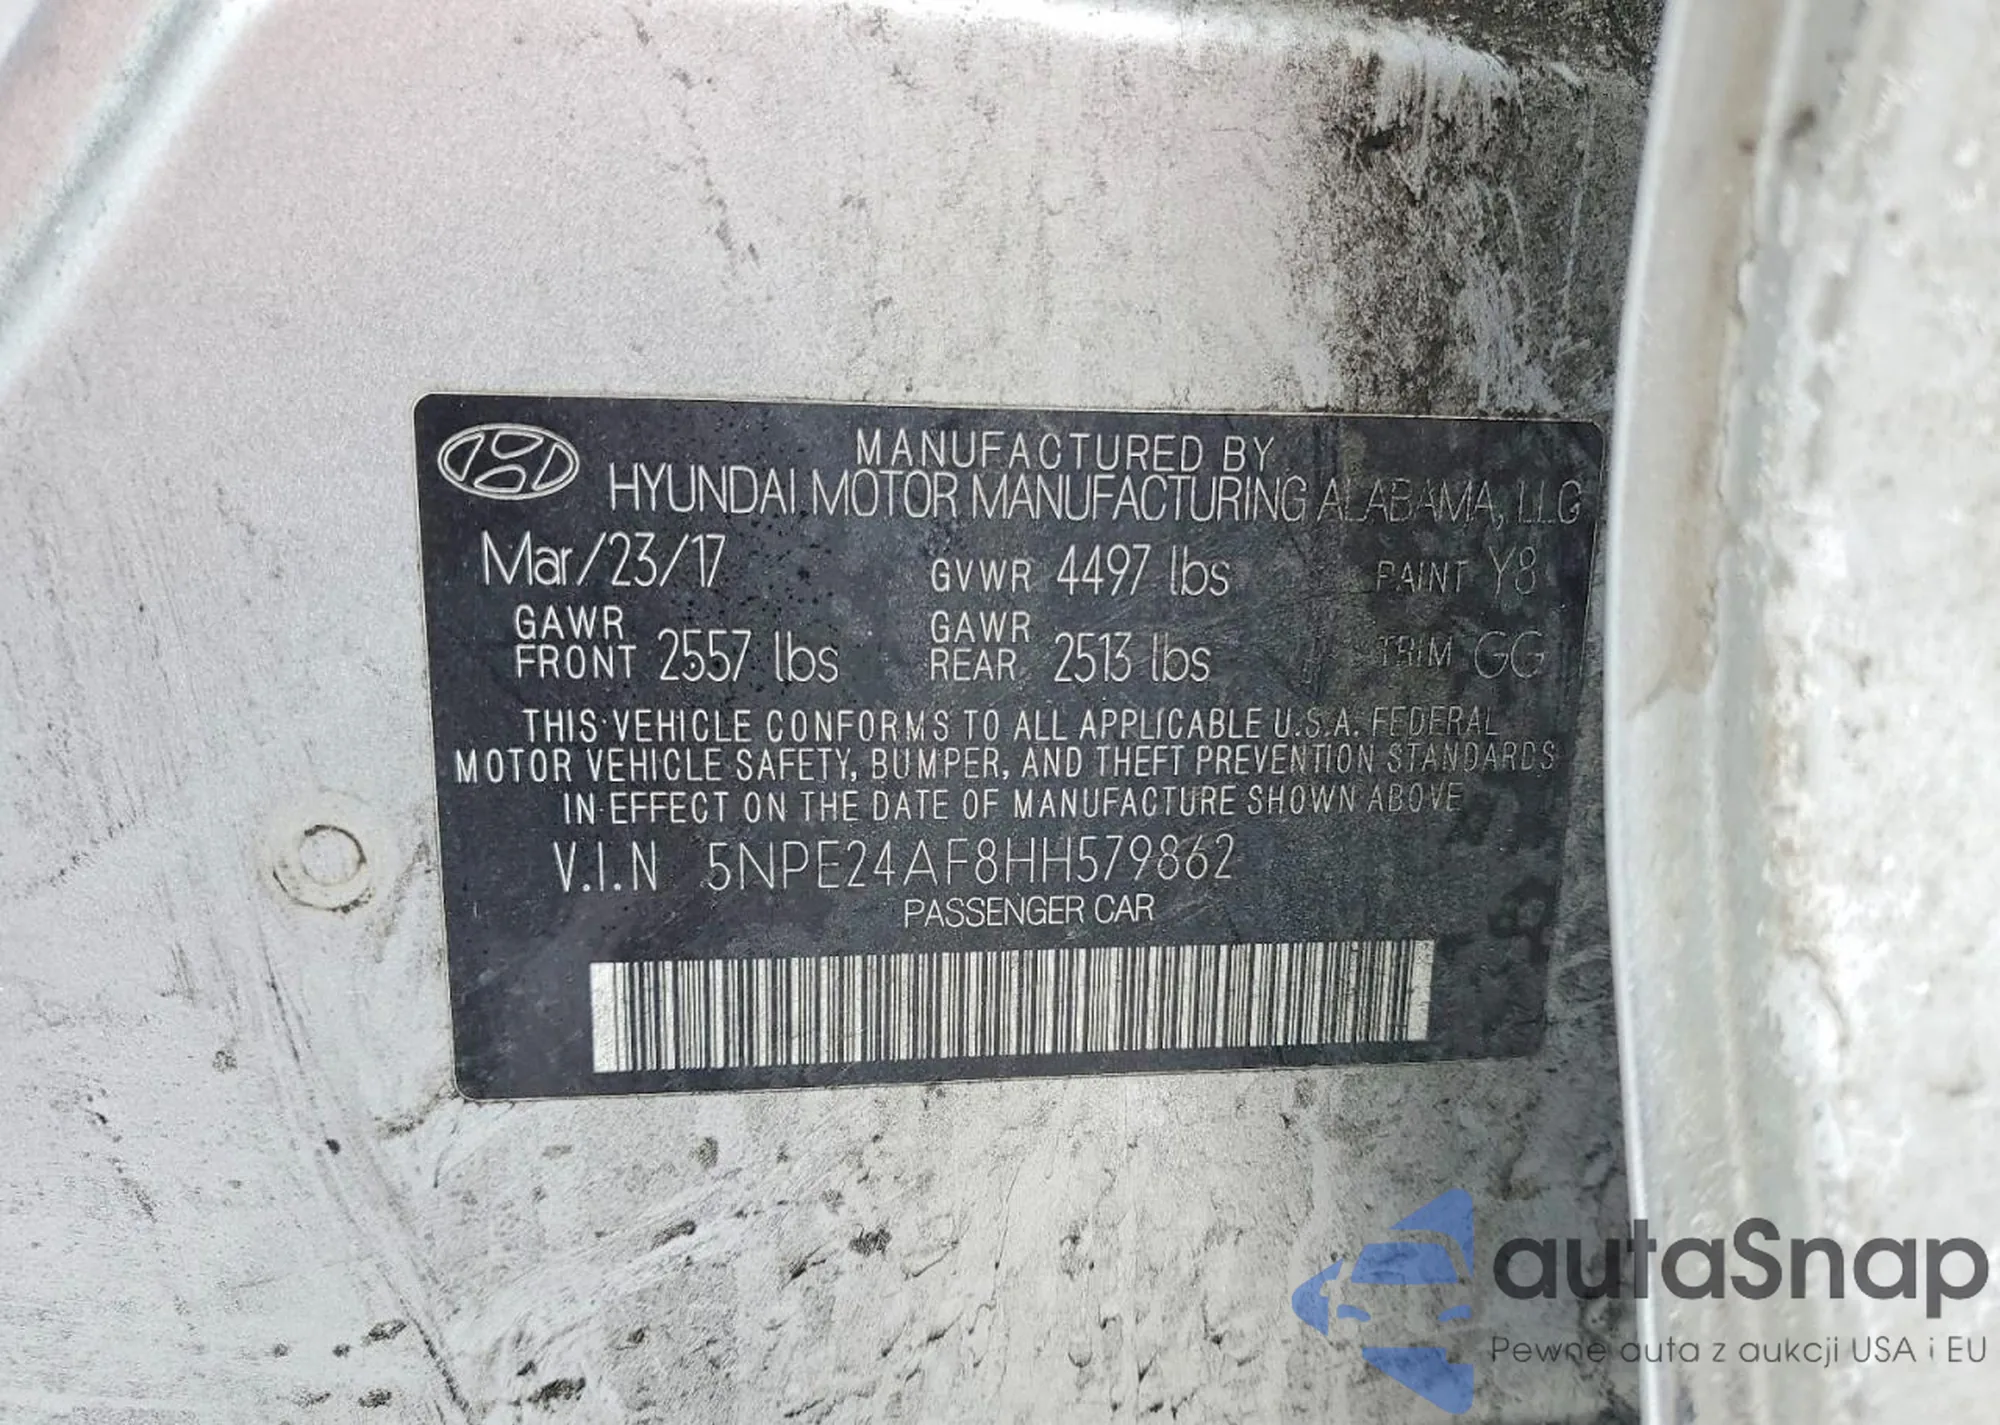 MANUFACTURED BY
HYUNDAI MOTOR MANUFACTURING ALABAMA, LLC
Mar/23/17 GVWR 4497 lbs PAINT Y8
GAWR FRONT 2557 lbs GAWR REAR 2513 lbs TRIM GG
THIS VEHICLE CONFORMS TO ALL APPLICABLE U.S.A. FEDERAL
MOTOR VEHICLE SAFETY, BUMPER, AND THEFT PREVENTION STANDARDS
IN EFFECT ON THE DATE OF MANUFACTURE SHOWN ABOVE
V.I.N 5NPE24AF8HH579862
PASSENGER CAR
autaSnap
Pewne auta z aukcji USA i EU